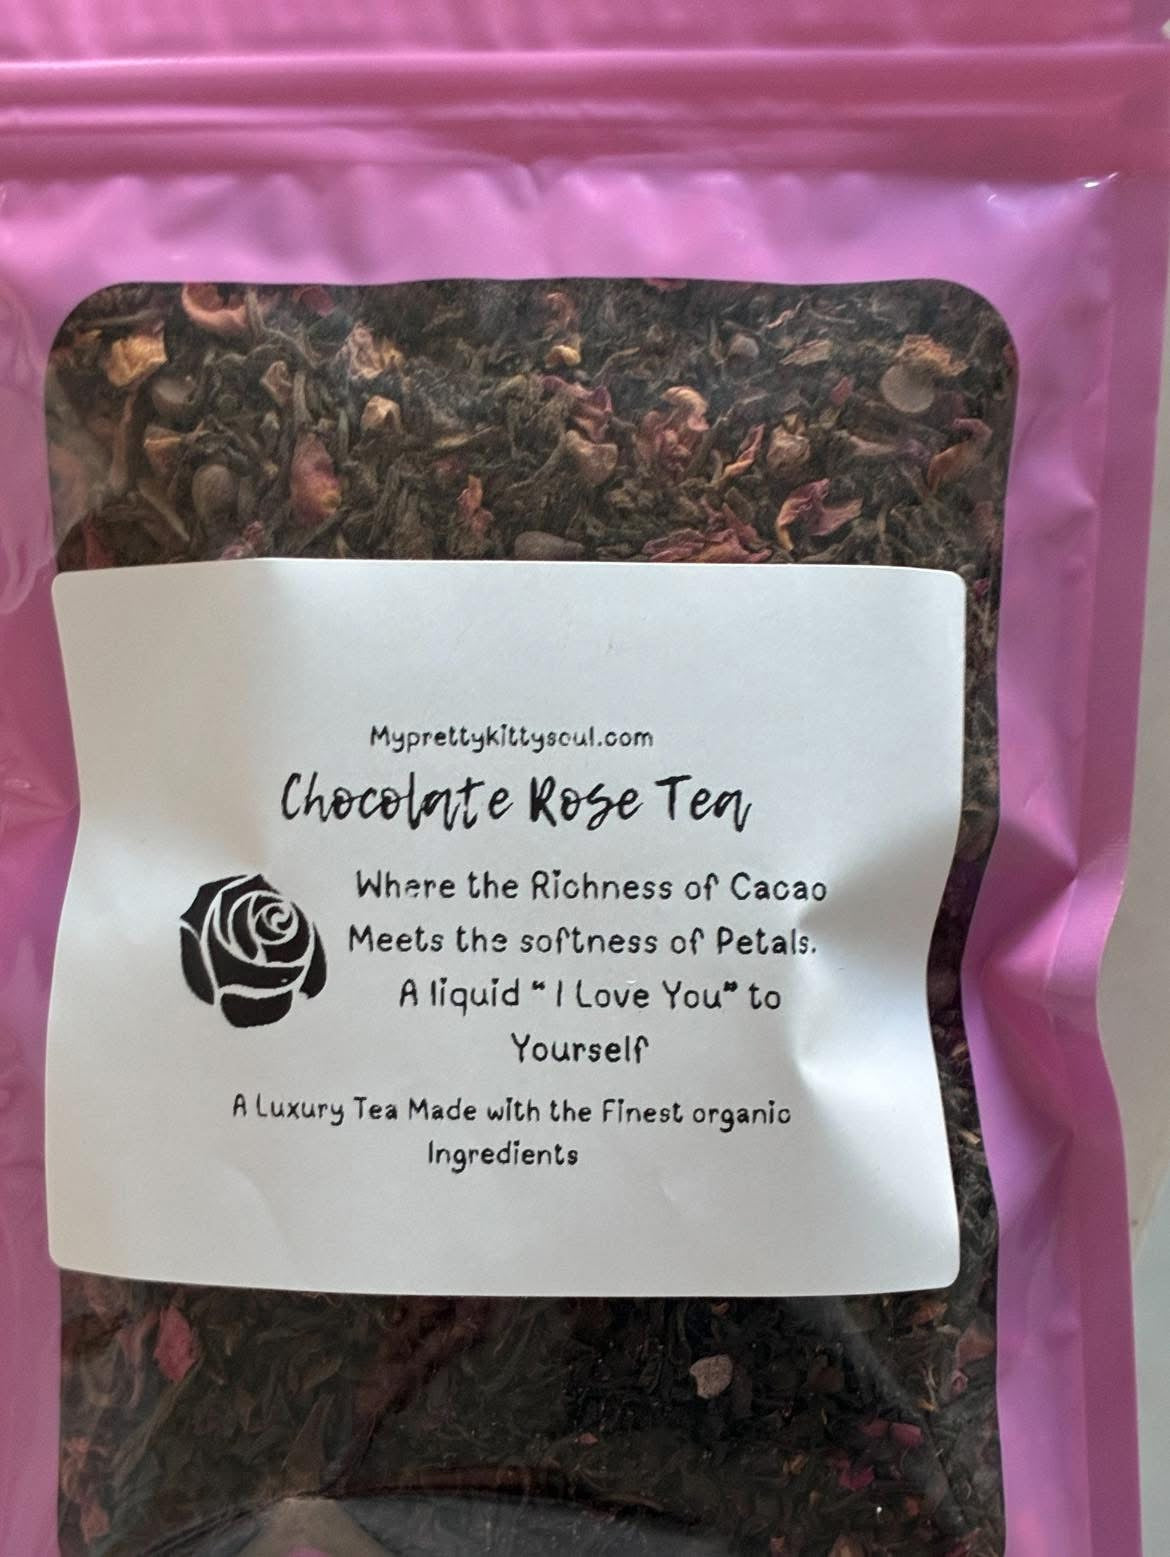 Myprettykittysoul.com
Chocolate Rose Tea
Where the Richness of Cacao
Meets the softness of Petals.
A liquid “ I Love You” to
Yourself
A Luxury Tea Made with the Finest organic
Ingredients